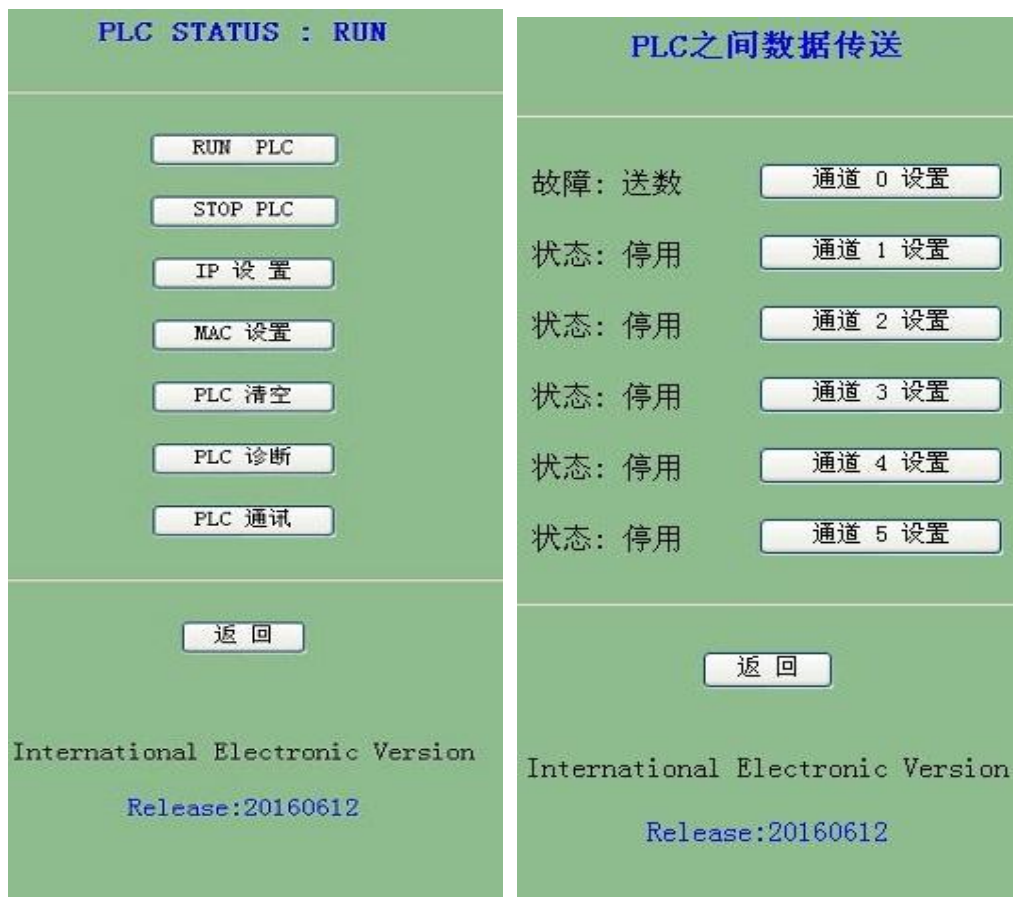 PLC STATUS : RUN
RUN PLC
STOP PLC
IP 设 置
MAC 设置
PLC 清空
PLC 诊断
PLC 通讯
返 回
International Electronic Version
Release:20160612
PLC之间数据传送
故障: 送数 通道 0 设置
状态: 停用 通道 1 设置
状态: 停用 通道 2 设置
状态: 停用 通道 3 设置
状态: 停用 通道 4 设置
状态: 停用 通道 5 设置
返 回
International Electronic Version
Release:20160612